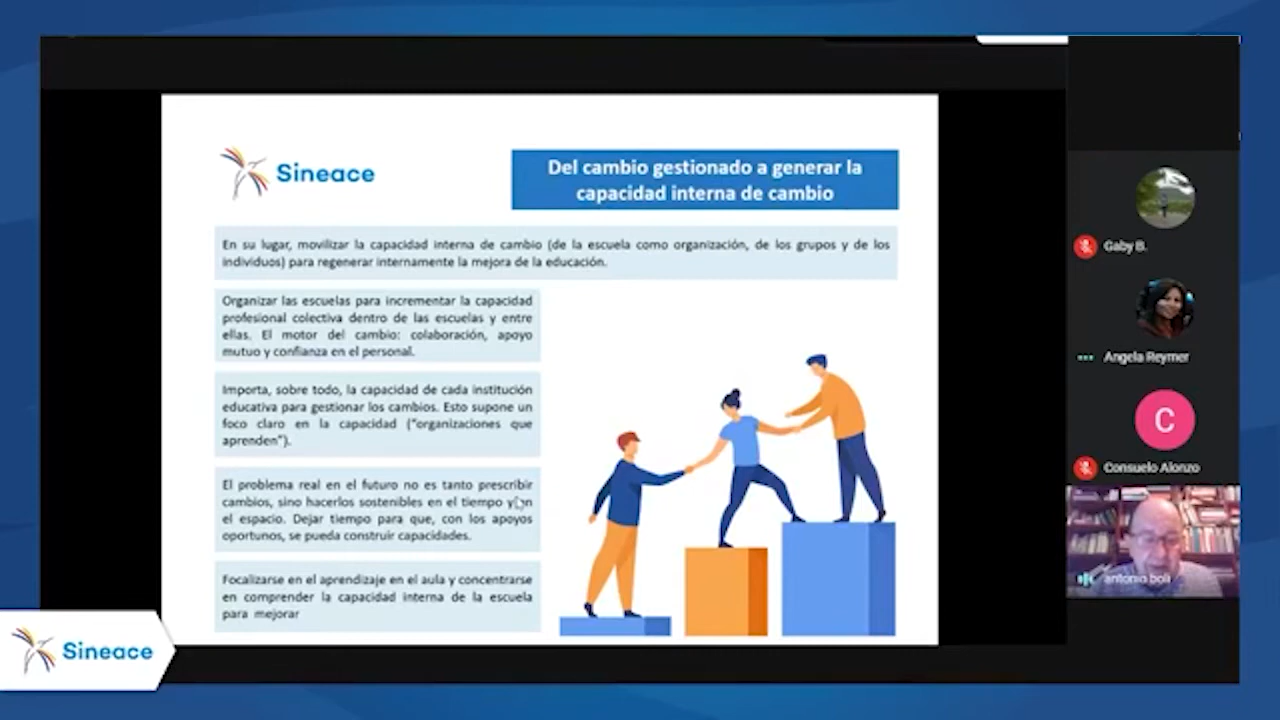 Sineace
Del cambio gestionado a generar la
capacidad interna de cambio
En su lugar, movilizar la capacidad interna de cambio (de la escuela como organización, de los grupos y de los
individuos) para regenerar internamente la mejora de la educación.
Organizar las escuelas para incrementar la capacidad
profesional colectiva dentro de las escuelas y entre
ellas. El motor del cambio: colaboración, apoyo
mutuo y confianza en el personal.
Importa, sobre todo, la capacidad de cada institución
educativa para gestionar los cambios. Esto supone un
foco claro en la capacidad ("organizaciones que
aprenden").
El problema real en el futuro no es tanto prescribir
cambios, sino hacerlos sostenibles en el tiempo y en
el espacio. Dejar tiempo para que, con los apoyos
oportunos, se pueda construir capacidades.
Focalizarse en el aprendizaje en el aula y concentrarse
en comprender la capacidad interna de la escuela
para mejorar
Gaby B.
Angela Reymer
C
Consuelo Alonzo
antonio
Sineace